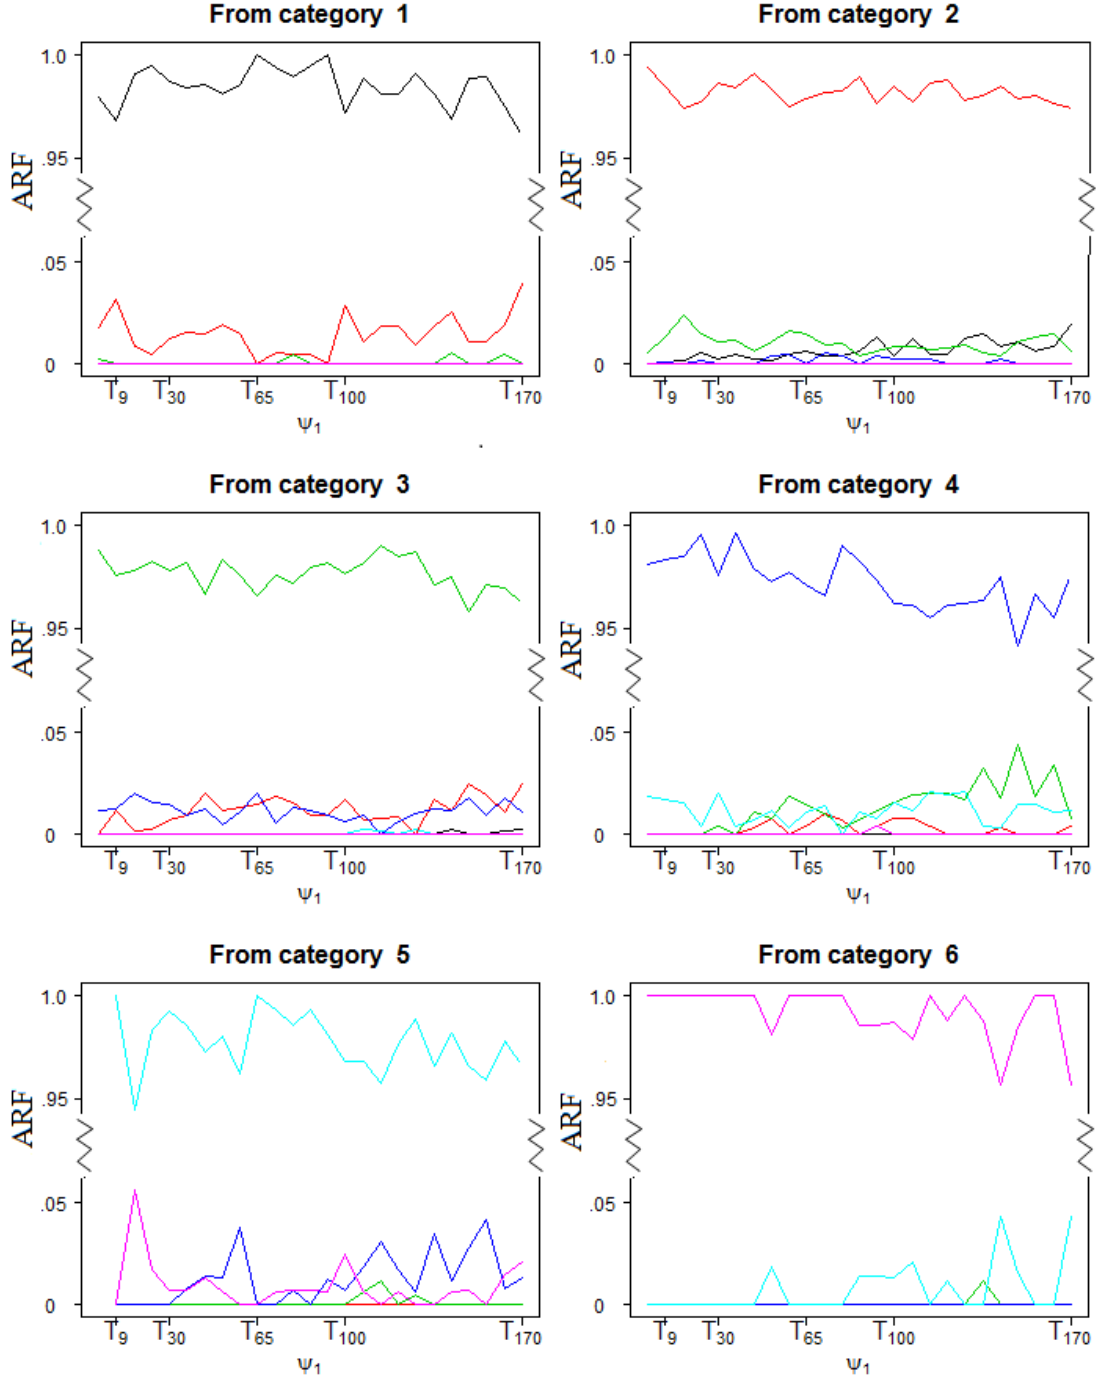 From category 1
From category 2
1.0
.95
.05
0
ARF
T9 T30 T65 T100 T170
ψ1
1.0
.95
.05
0
ARF
T9 T30 T65 T100 T170
ψ1
From category 3
From category 4
1.0
.95
.05
0
ARF
T9 T30 T65 T100 T170
ψ1
1.0
.95
.05
0
ARF
T9 T30 T65 T100 T170
ψ1
From category 5
From category 6
1.0
.95
.05
0
ARF
T9 T30 T65 T100 T170
ψ1
1.0
.95
.05
0
ARF
T9 T30 T65 T100 T170
ψ1